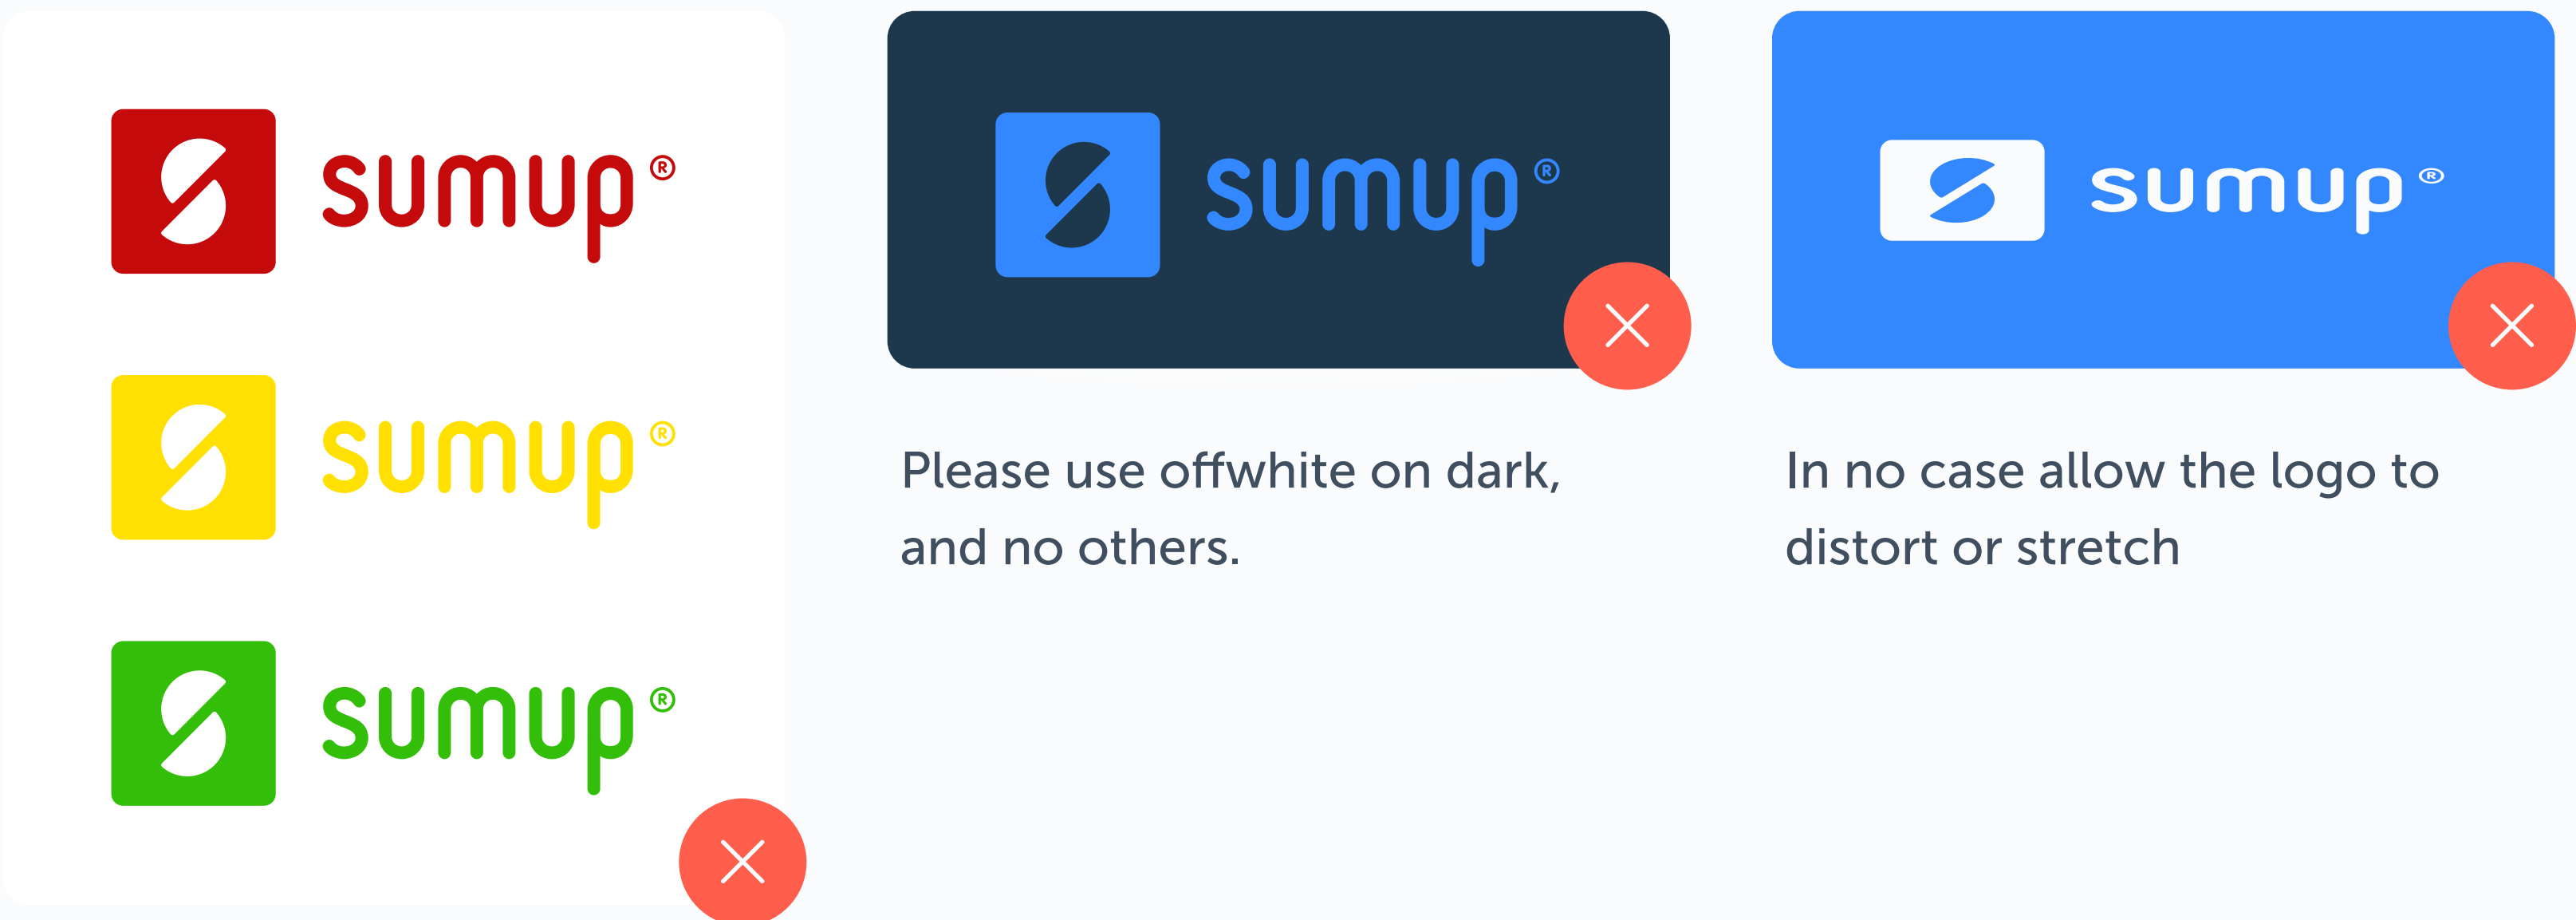 sumup®
sumup®
sumup®
sumup®
Please use offwhite on dark,
and no others.
sumup®
In no case allow the logo to
distort or stretch